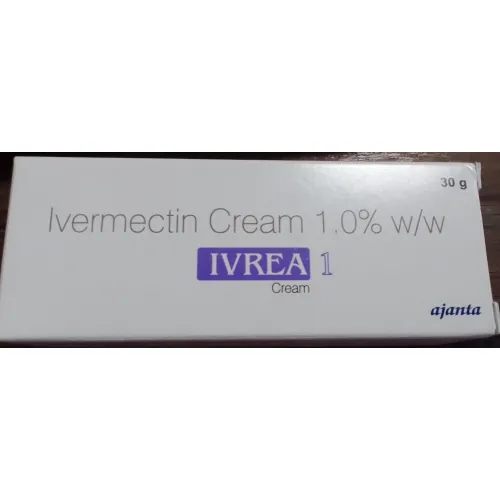 30 g
Ivermectin Cream 1.0% w/w
IVREA 1
Cream
ajanta